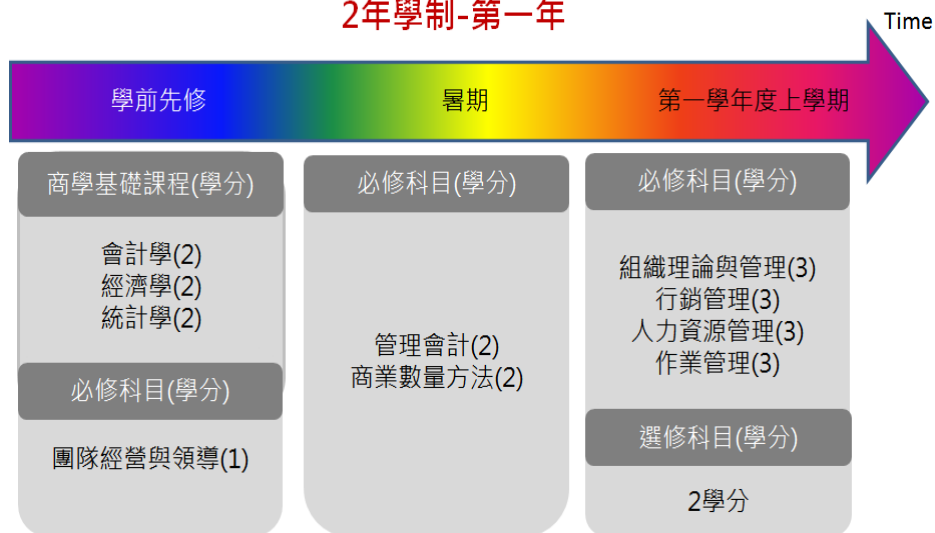 2年學制-第一年
Time
學前先修
暑期
第一學年度上學期
商學基礎課程(學分)
會計學(2)
經濟學(2)
統計學(2)
必修科目(學分)
團隊經營與領導(1)
必修科目(學分)
管理會計(2)
商業數量方法(2)
必修科目(學分)
組織理論與管理(3)
行銷管理(3)
人力資源管理(3)
作業管理(3)
選修科目(學分)
2學分